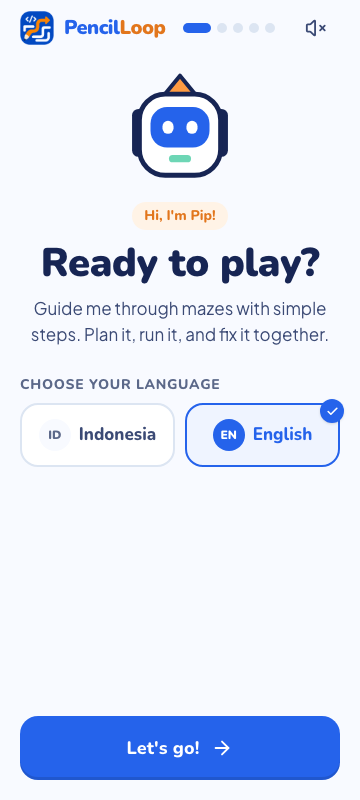 PencilLoop
Hi, I'm Pip!
Ready to play?
Guide me through mazes with simple
steps. Plan it, run it, and fix it together.
CHOOSE YOUR LANGUAGE
ID Indonesia
EN English
Let's go!